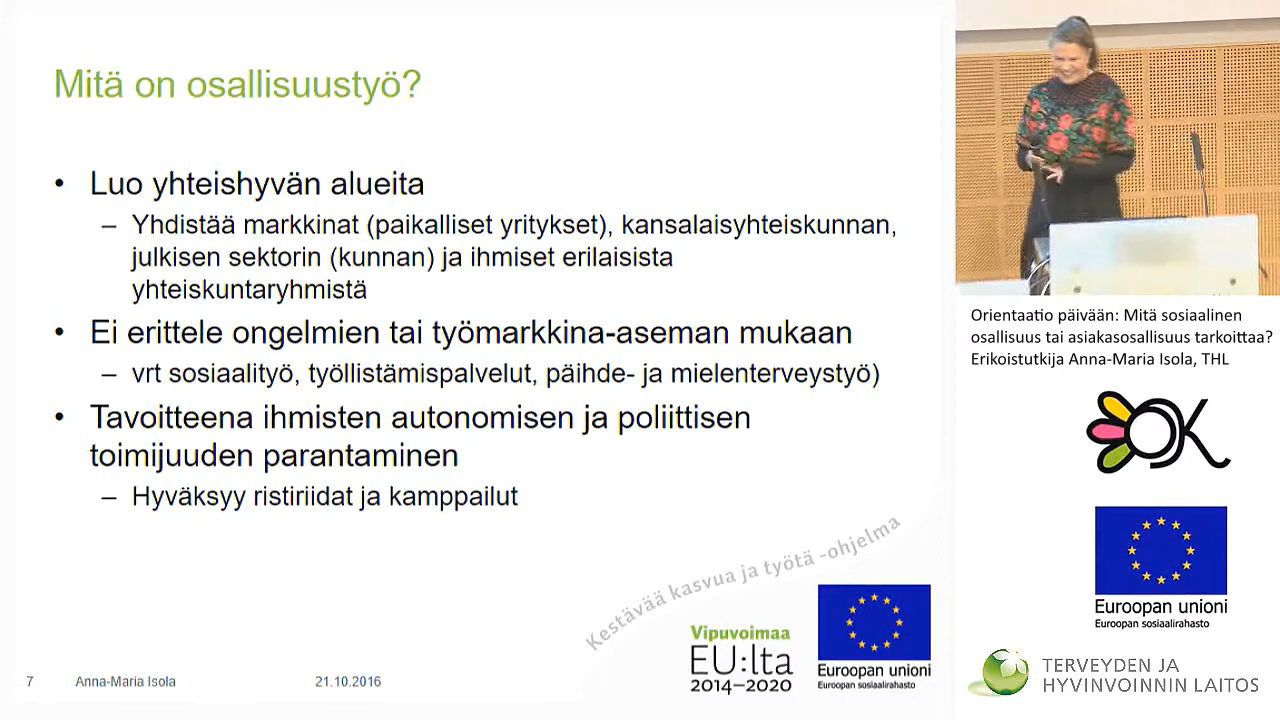 Mitä on osallisuustyö?
• Luo yhteishyvän alueita
– Yhdistää markkinat (paikalliset yritykset), kansalaisyhteiskunnan,
julkisen sektorin (kunnan) ja ihmiset erilaisista
yhteiskuntaryhmistä
• Ei erittele ongelmien tai työmarkkina-aseman mukaan
– vrt sosiaalityö, työllistämispalvelut, päihde- ja mielenterveystyö)
• Tavoitteena ihmisten autonomisen ja poliittisen
toimijuuden parantaminen
– Hyväksyy ristiriidat ja kamppailut
Kestävää kasvua ja työtä -ohjelma
Vipuvoimaa
EU:lta
2014–2020
Euroopan unioni
Euroopan sosiaalirahasto
7 Anna-Maria Isola 21.10.2016
Orientaatio päivään: Mitä sosiaalinen
osallisuus tai asiakasosallisuus tarkoittaa?
Erikoistutkija Anna-Maria Isola, THL
OK
Euroopan unioni
Euroopan sosiaalirahasto
TERVEYDEN JA
HYVINVOINNIN LAITOS